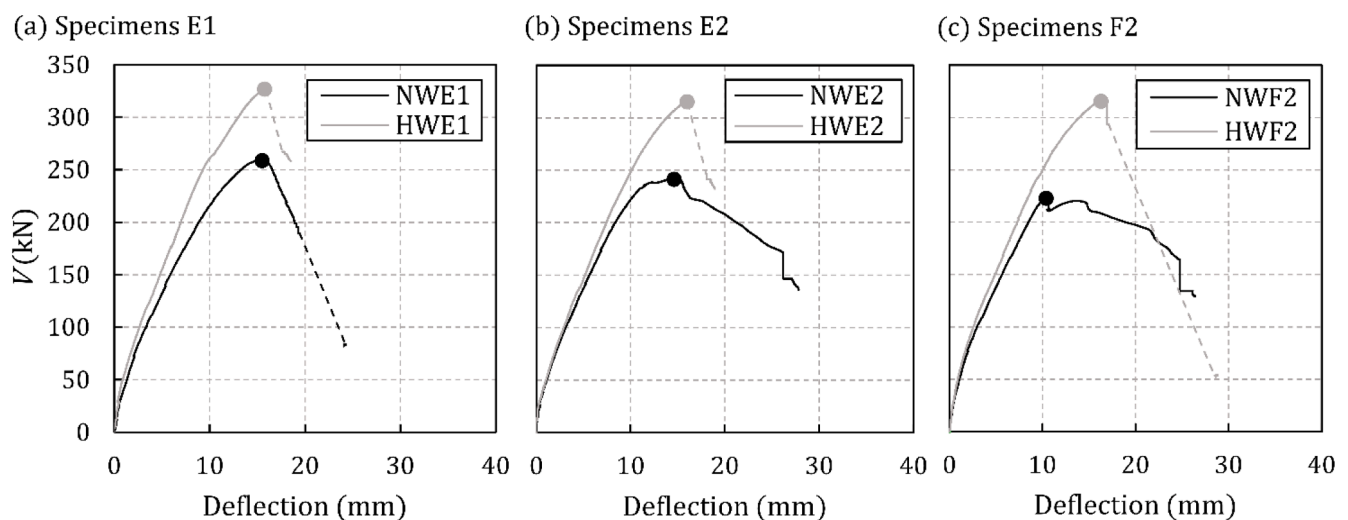 (a) Specimens E1
(b) Specimens E2
(c) Specimens F2
350
300
250
200
150
100
50
0
V (kN)
NWE1
HWE1
0 10 20 30 40
Deflection (mm)
NWE2
HWE2
0 10 20 30 40
Deflection (mm)
NWF2
HWF2
0 10 20 30 40
Deflection (mm)